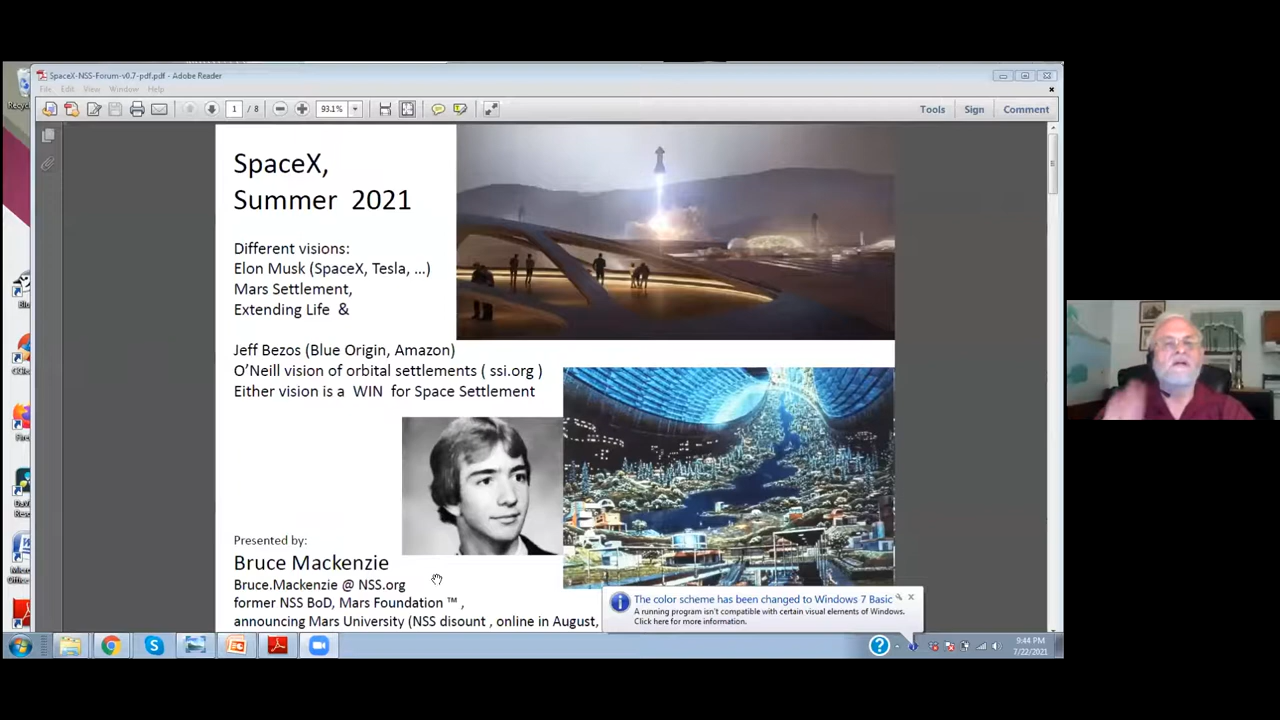 SpaceX-NSS-Forum-v0.7-pdf.pdf - Adobe Reader
File Edit View Window Help
1 / 8 93.1% Tools Sign Comment
SpaceX,
Summer 2021
Different visions:
Elon Musk (SpaceX, Tesla, ...)
Mars Settlement,
Extending Life &
Jeff Bezos (Blue Origin, Amazon)
O'Neill vision of orbital settlements ( ssi.org )
Either vision is a WIN for Space Settlement
Presented by:
Bruce Mackenzie
Bruce.Mackenzie @ NSS.org
former NSS BoD, Mars Foundation ™ ,
announcing Mars University (NSS disount , online in August,
The color scheme has been changed to Windows 7 Basic
A running program isn't compatible with certain visual elements of Windows.
Click here for more information.
9:44 PM
7/22/2021